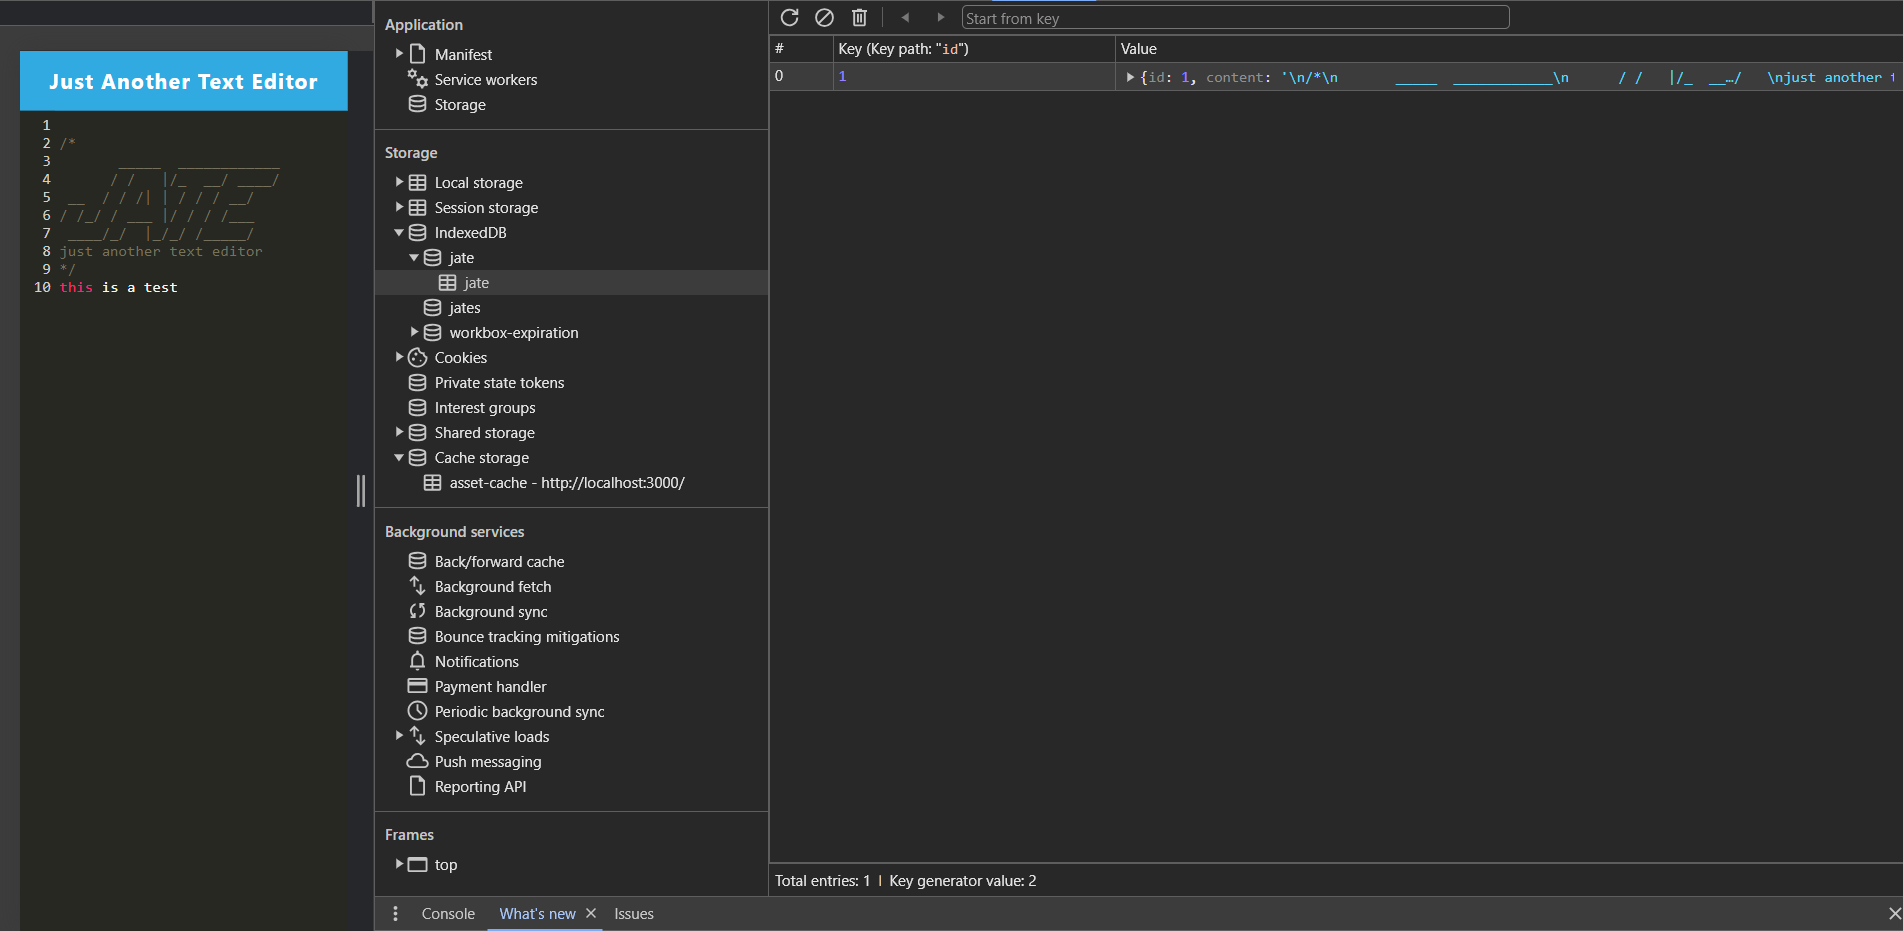 Just Another Text Editor
1
2 /*
3        _____  ____________
4       / /   |/_  __/ ____/
5  __  / / /| | / / / __/
6 / /_/ / ___ |/ / / /___
7  ____/_/  |_/_/ /_____/
8 just another text editor
9 */
10 this is a test
Application
Manifest
Service workers
Storage
Storage
Local storage
Session storage
IndexedDB
jate
jate
jates
workbox-expiration
Cookies
Private state tokens
Interest groups
Shared storage
Cache storage
asset-cache - http://localhost:3000/
Background services
Back/forward cache
Background fetch
Background sync
Bounce tracking mitigations
Notifications
Payment handler
Periodic background sync
Speculative loads
Push messaging
Reporting API
Frames
top
Start from key
# Key (Key path: "id") Value
0 1 {id: 1, content: '\n/*\n       _____  ____________\n      / /   |/_  __…/   \njust another
Total entries: 1 | Key generator value: 2
Console What's new Issues